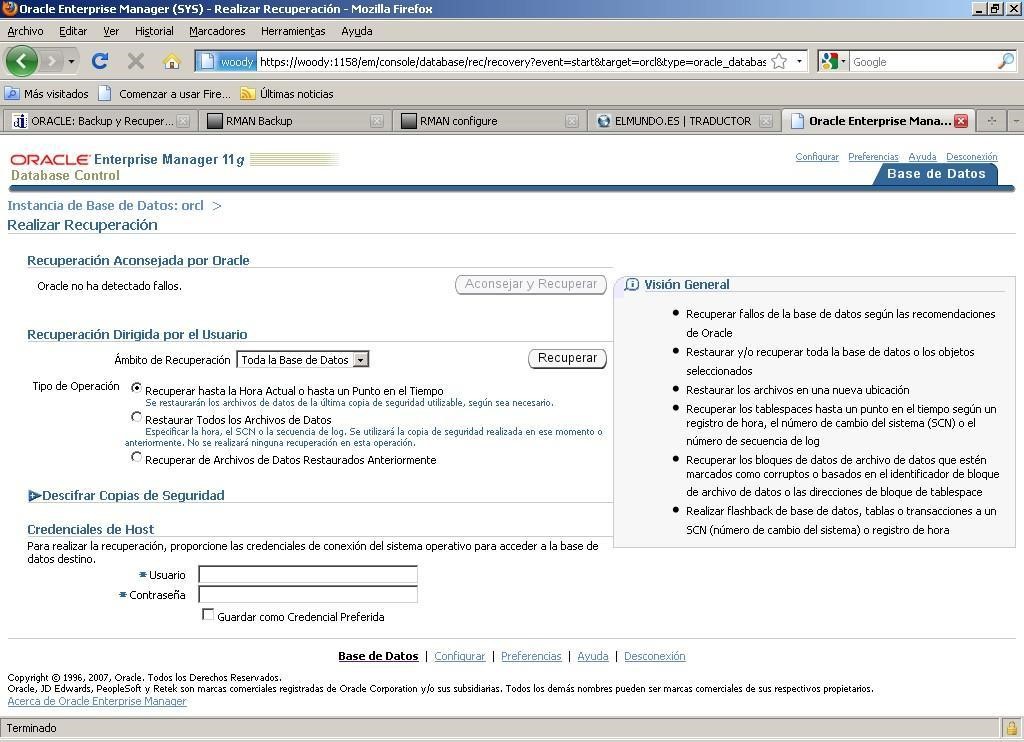 Oracle Enterprise Manager (SYS) - Realizar Recuperación - Mozilla Firefox
Archivo Editar Ver Historial Marcadores Herramientas Ayuda
woody https://woody:1158/em/console/database/rec/recovery?event=start&target=orcl&type=oracle_databas
Google
Más visitados Comenzar a usar Fire... Últimas noticias
ORACLE: Backup y Recuper... RMAN Backup RMAN configure ELMUNDO.ES | TRADUCTOR Oracle Enterprise Mana...
ORACLE Enterprise Manager 11g
Database Control
Configurar Preferencias Ayuda Desconexión
Base de Datos
Instancia de Base de Datos: orcl >
Realizar Recuperación
Recuperación Aconsejada por Oracle
Oracle no ha detectado fallos.
Aconsejar y Recuperar
Recuperación Dirigida por el Usuario
Ámbito de Recuperación Toda la Base de Datos
Recuperar
Tipo de Operación
Recuperar hasta la Hora Actual o hasta un Punto en el Tiempo
Se restaurarán los archivos de datos de la última copia de seguridad utilizable, según sea necesario.
Restaurar Todos los Archivos de Datos
Especificar la hora, el SCN o la secuencia de log. Se utilizará la copia de seguridad realizada en ese momento o
anteriormente. No se realizará ninguna recuperación en esta operación.
Recuperar de Archivos de Datos Restaurados Anteriormente
Descifrar Copias de Seguridad
Credenciales de Host
Para realizar la recuperación, proporcione las credenciales de conexión del sistema operativo para acceder a la base de
datos destino.
* Usuario
* Contraseña
Guardar como Credencial Preferida
Visión General
Recuperar fallos de la base de datos según las recomendaciones
de Oracle
Restaurar y/o recuperar toda la base de datos o los objetos
seleccionados
Restaurar los archivos en una nueva ubicación
Recuperar los tablespaces hasta un punto en el tiempo según un
registro de hora, el número de cambio del sistema (SCN) o el
número de secuencia de log
Recuperar los bloques de datos de archivo de datos que estén
marcados como corruptos o basados en el identificador de bloque
de archivo de datos o las direcciones de bloque de tablespace
Realizar flashback de base de datos, tablas o transacciones a un
SCN (número de cambio del sistema) o registro de hora
Base de Datos | Configurar | Preferencias | Ayuda | Desconexión
Copyright © 1996, 2007, Oracle. Todos los Derechos Reservados.
Oracle, JD Edwards, PeopleSoft y Retek son marcas comerciales registradas de Oracle Corporation y/o sus subsidiarias. Todos los demás nombres pueden ser marcas comerciales de sus respectivos propietarios.
Acerca de Oracle Enterprise Manager
Terminado